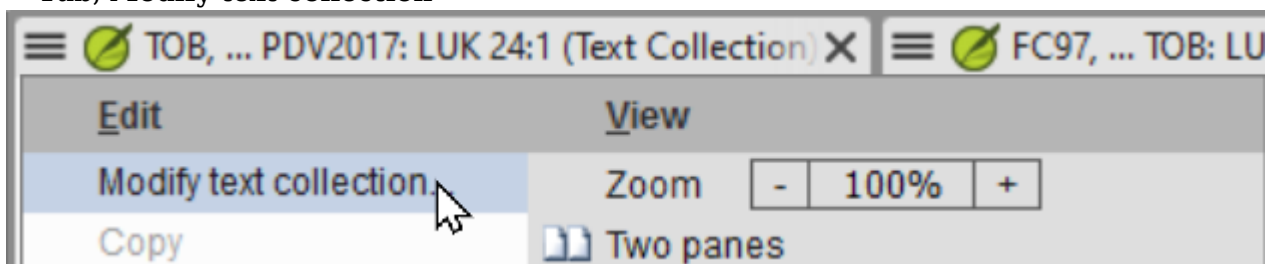 TOB, ... PDV2017: LUK 24:1 (Text Collection) FC97, ... TOB: LU
Edit View
Modify text collection... Zoom - 100% +
Copy Two panes